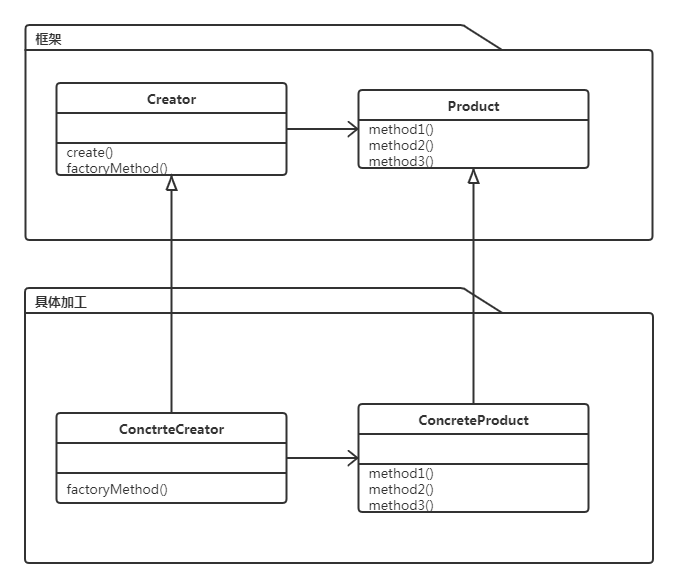 框架
Creator
create()
factoryMethod()
Product
method1()
method2()
method3()
具体加工
ConctrteCreator
factoryMethod()
ConcreteProduct
method1()
method2()
method3()